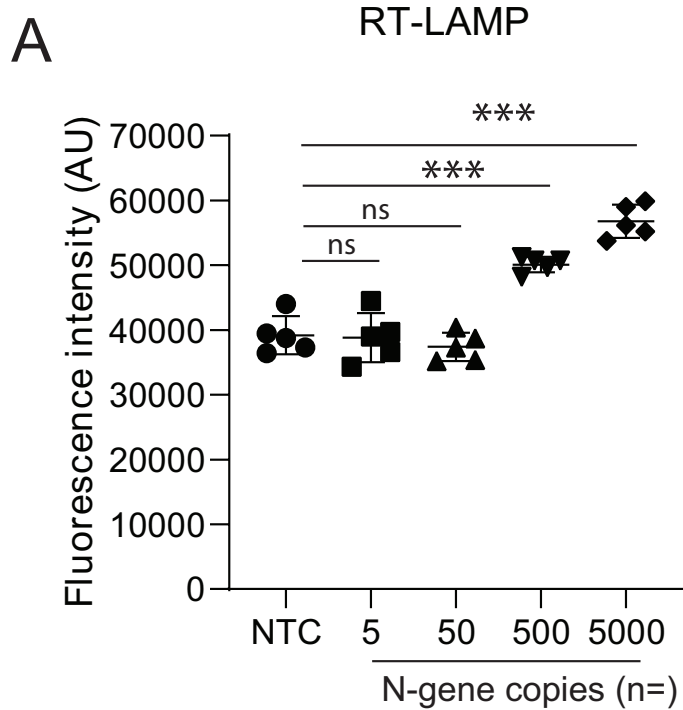 A
RT-LAMP
Fluorescence intensity (AU)
70000
60000
50000
40000
30000
20000
10000
0
***
***
ns
ns
NTC 5 50 500 5000
N-gene copies (n=)